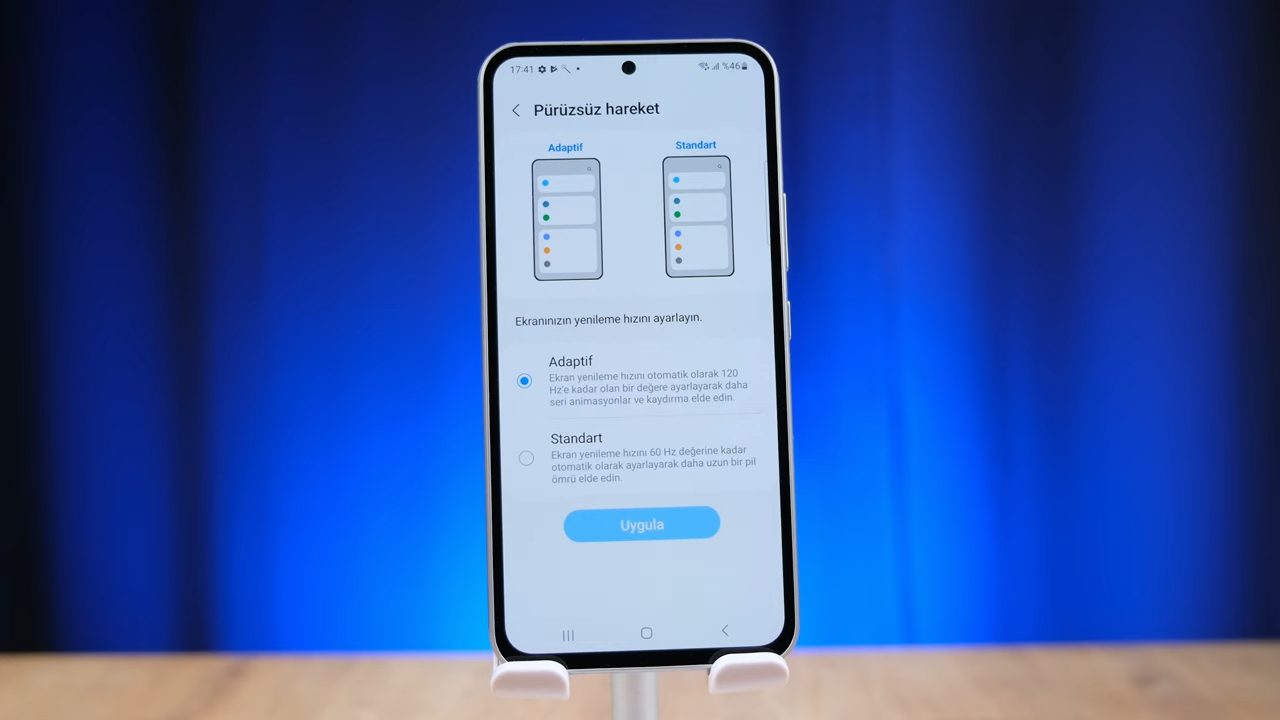 17:41 %46
Pürüzsüz hareket
Adaptif Standart
Ekranınızın yenileme hızını ayarlayın.
Adaptif
Ekran yenileme hızını otomatik olarak 120
Hz'e kadar olan bir değere ayarlayarak daha
seri animasyonlar ve kaydırma elde edin.
Standart
Ekran yenileme hızını 60 Hz değerine kadar
otomatik olarak ayarlayarak daha uzun bir pil
ömrü elde edin.
Uygula